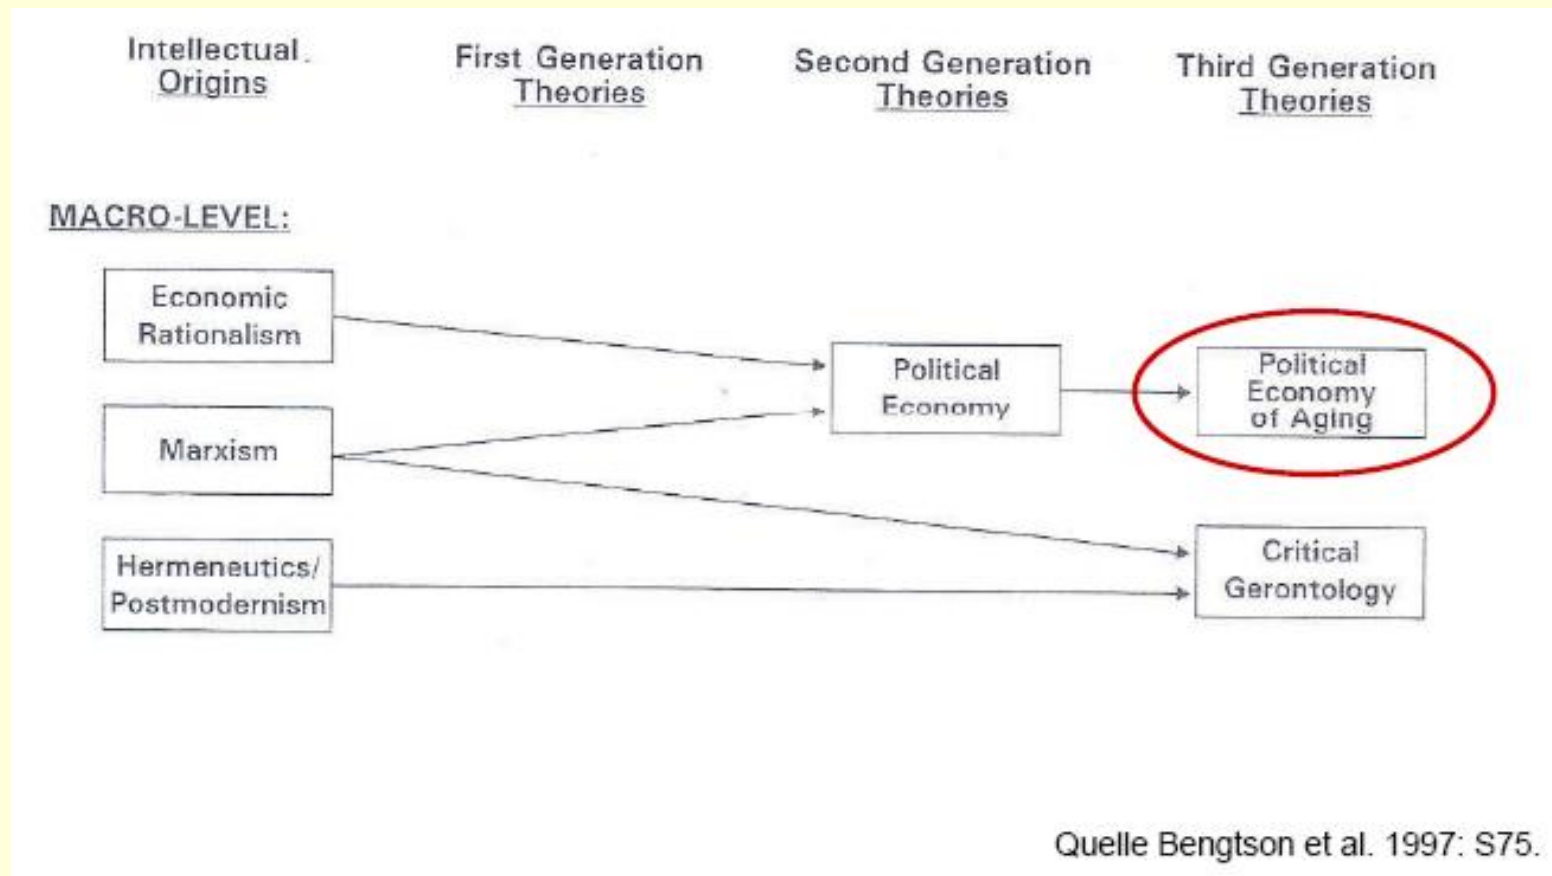 Intellectual
Origins
First Generation
Theories
Second Generation
Theories
Third Generation
Theories
MACRO-LEVEL:
Economic
Rationalism
Marxism
Hermeneutics/
Postmodernism
Political
Economy
Political
Economy
of Aging
Critical
Gerontology
Quelle Bengtson et al. 1997: S75.